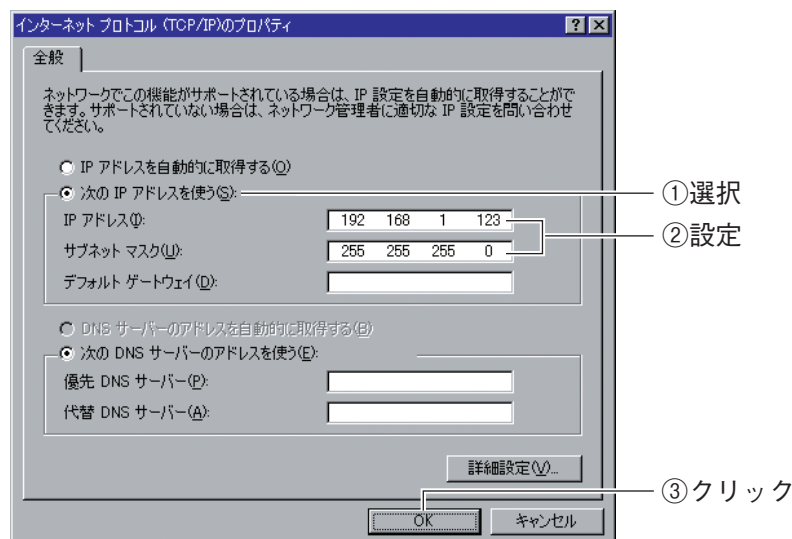 インターネット プロトコル (TCP/IP)のプロパティ
全般
ネットワークでこの機能がサポートされている場合は、IP 設定を自動的に取得することがで
きます。サポートされていない場合は、ネットワーク管理者に適切な IP 設定を問い合わせ
てください。
IP アドレスを自動的に取得する(O)
次の IP アドレスを使う(S):
①選択
IP アドレス(I):
192 168 1 123
②設定
サブネット マスク(U):
255 255 255 0
デフォルト ゲートウェイ(D):
DNS サーバーのアドレスを自動的に取得する(B)
次の DNS サーバーのアドレスを使う(E):
優先 DNS サーバー(P):
代替 DNS サーバー(A):
詳細設定(V)...
③クリック
OK
キャンセル